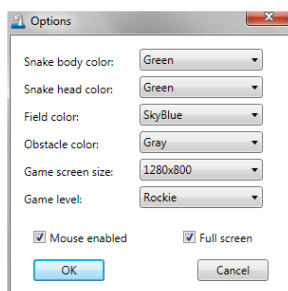 Options
Snake body color: Green
Snake head color: Green
Field color: SkyBlue
Obstacle color: Gray
Game screen size: 1280x800
Game level: Rockie
Mouse enabled Full screen
OK Cancel